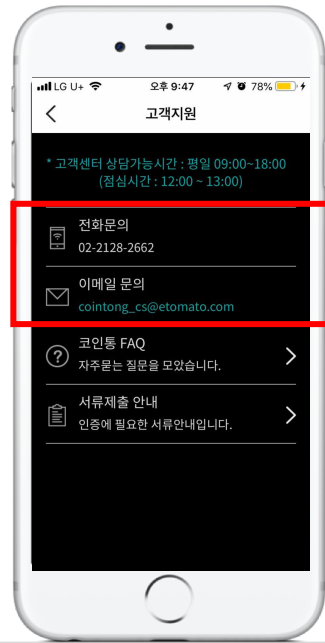 LG U+ 오후 9:47 78%
고객지원
* 고객센터 상담가능시간 : 평일 09:00~18:00
(점심시간 : 12:00 ~ 13:00)
전화문의
02-2128-2662
이메일 문의
cointong_cs@etomato.com
코인통 FAQ
자주묻는 질문을 모았습니다.
서류제출 안내
인증에 필요한 서류안내입니다.